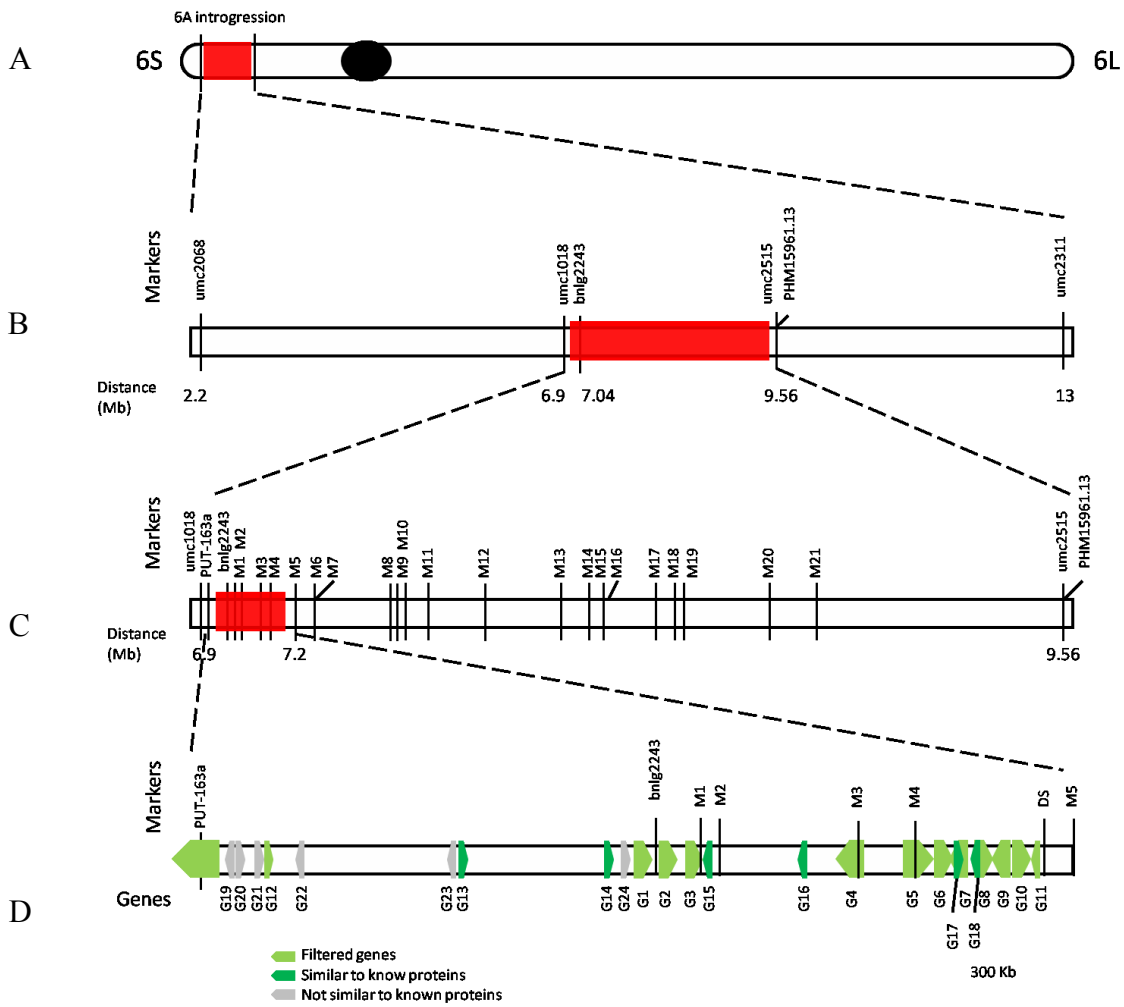 6A introgression
A
6S
6L
Markers
umc2068
umc1018
bnlg2243
umc2515
PHM15961.13
umc2311
B
Distance
(Mb)
2.2
6.9
7.04
9.56
13
Markers
umc1018
PUT-163a
bnlg2243
M1
M2
M3
M4
M5
M6
M7
M8
M9
M10
M11
M12
M13
M14
M15
M16
M17
M18
M19
M20
M21
umc2515
PHM15961.13
C
Distance
(Mb)
6.9
7.2
9.56
Markers
PUT-163a
bnlg2243
M1
M2
M3
M4
DS
M5
Genes
G19
G20
G21
G12
G22
G23
G13
G14
G24
G1
G2
G3
G15
G16
G4
G5
G6
G17
G7
G18
G8
G9
G10
G11
D
300 Kb
Filtered genes
Similar to know proteins
Not similar to known proteins